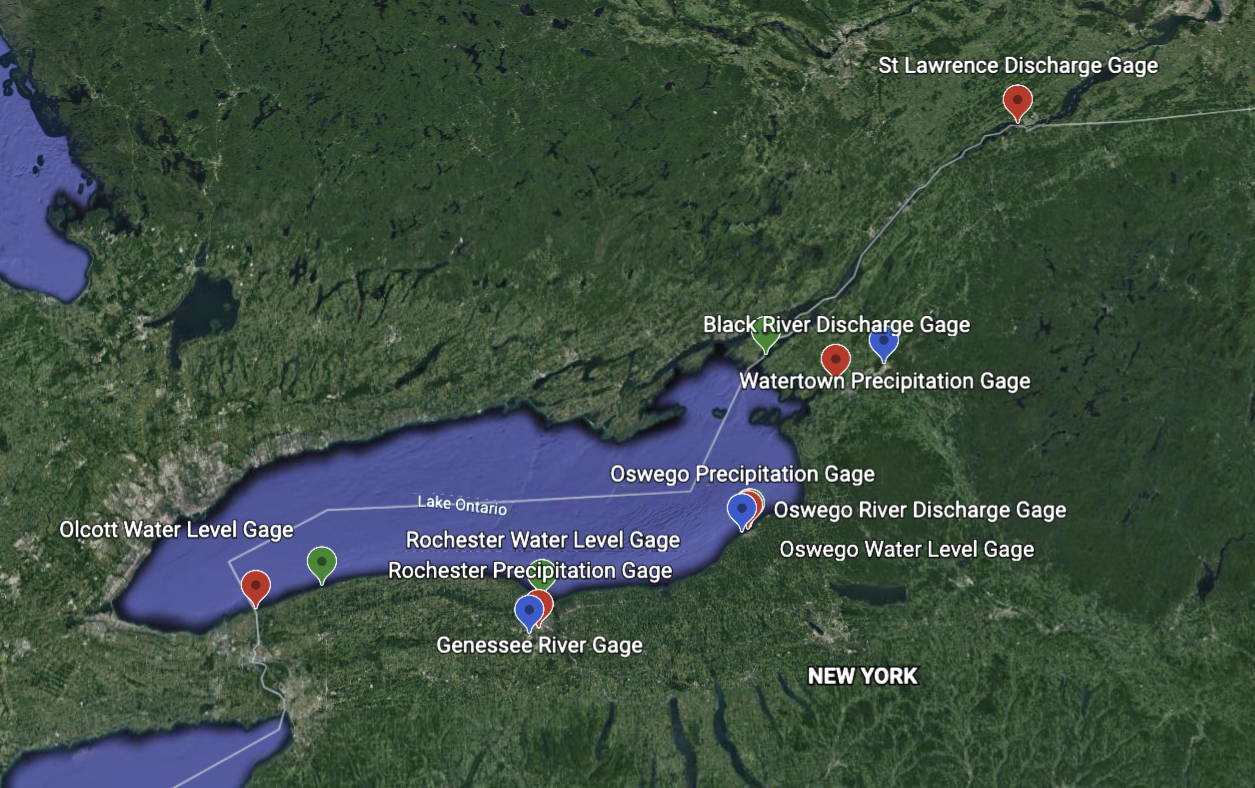 St Lawrence Discharge Gage
Black River Discharge Gage
Watertown Precipitation Gage
Oswego Precipitation Gage
Lake Ontario
Oswego River Discharge Gage
Olcott Water Level Gage
Rochester Water Level Gage
Oswego Water Level Gage
Rochester Precipitation Gage
Genessee River Gage
NEW YORK